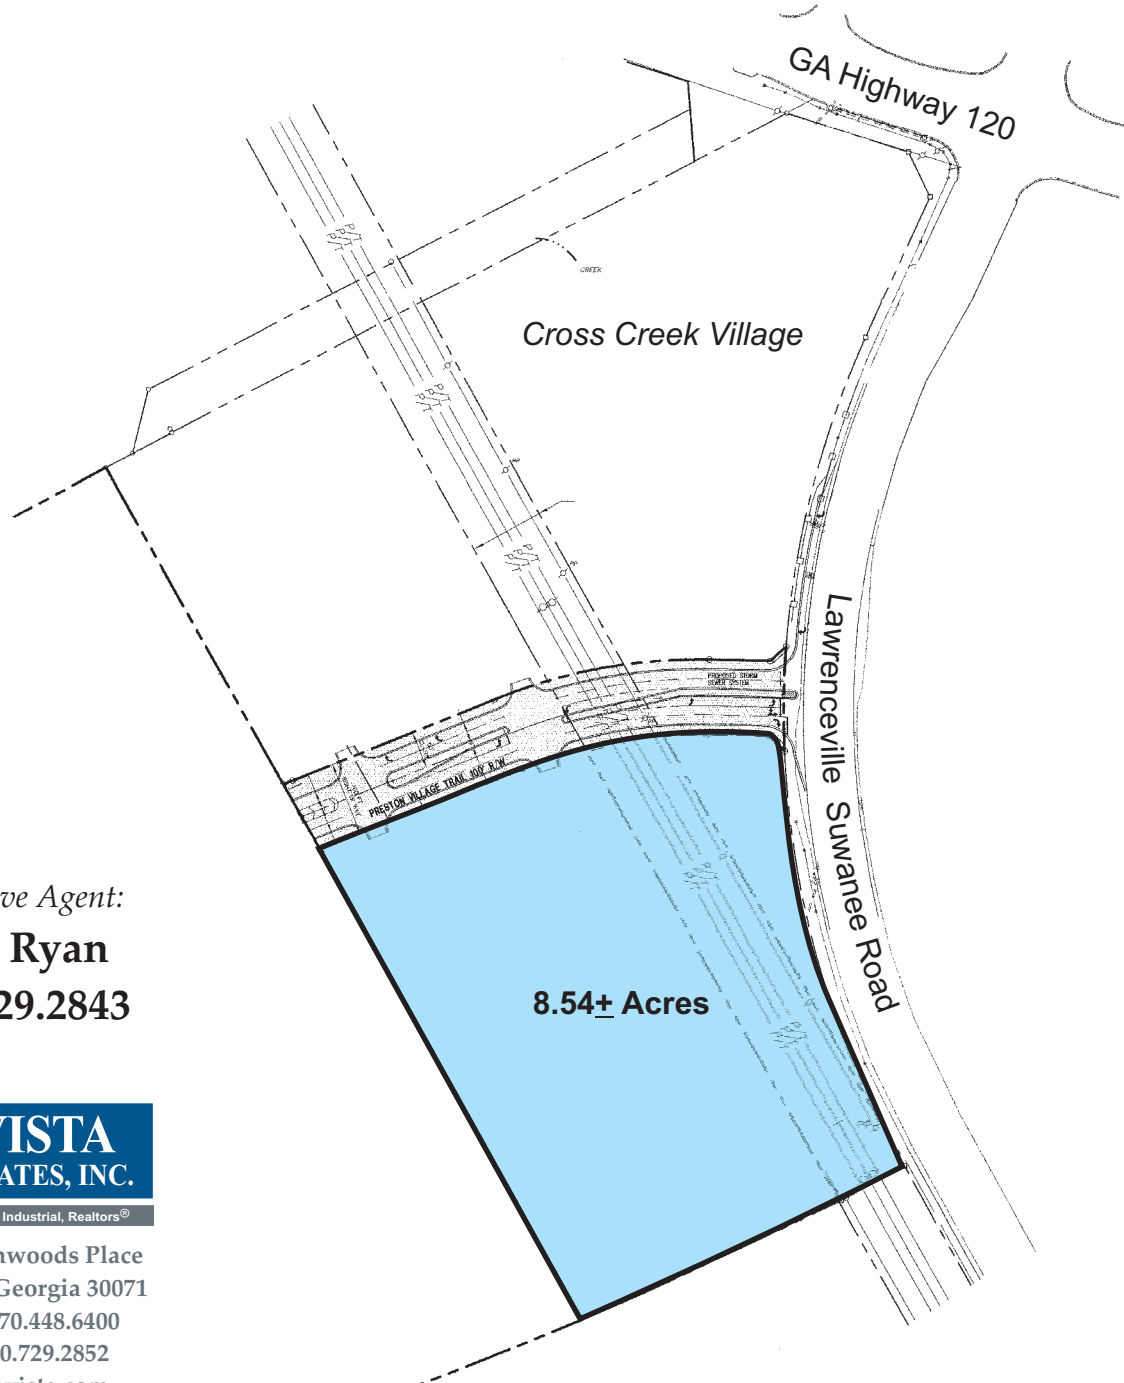 GA Highway 120
CREEK
Cross Creek Village
Lawrenceville Suwanee Road
PROPOSED STORM
SEWER SYSTEM
PRESTON VILLAGE TRAIL 100' R/W
8.54± Acres
ve Agent:
Ryan
29.2843
VISTA
ATES, INC.
Industrial, Realtors®
nwoods Place
Georgia 30071
70.448.6400
0.729.2852